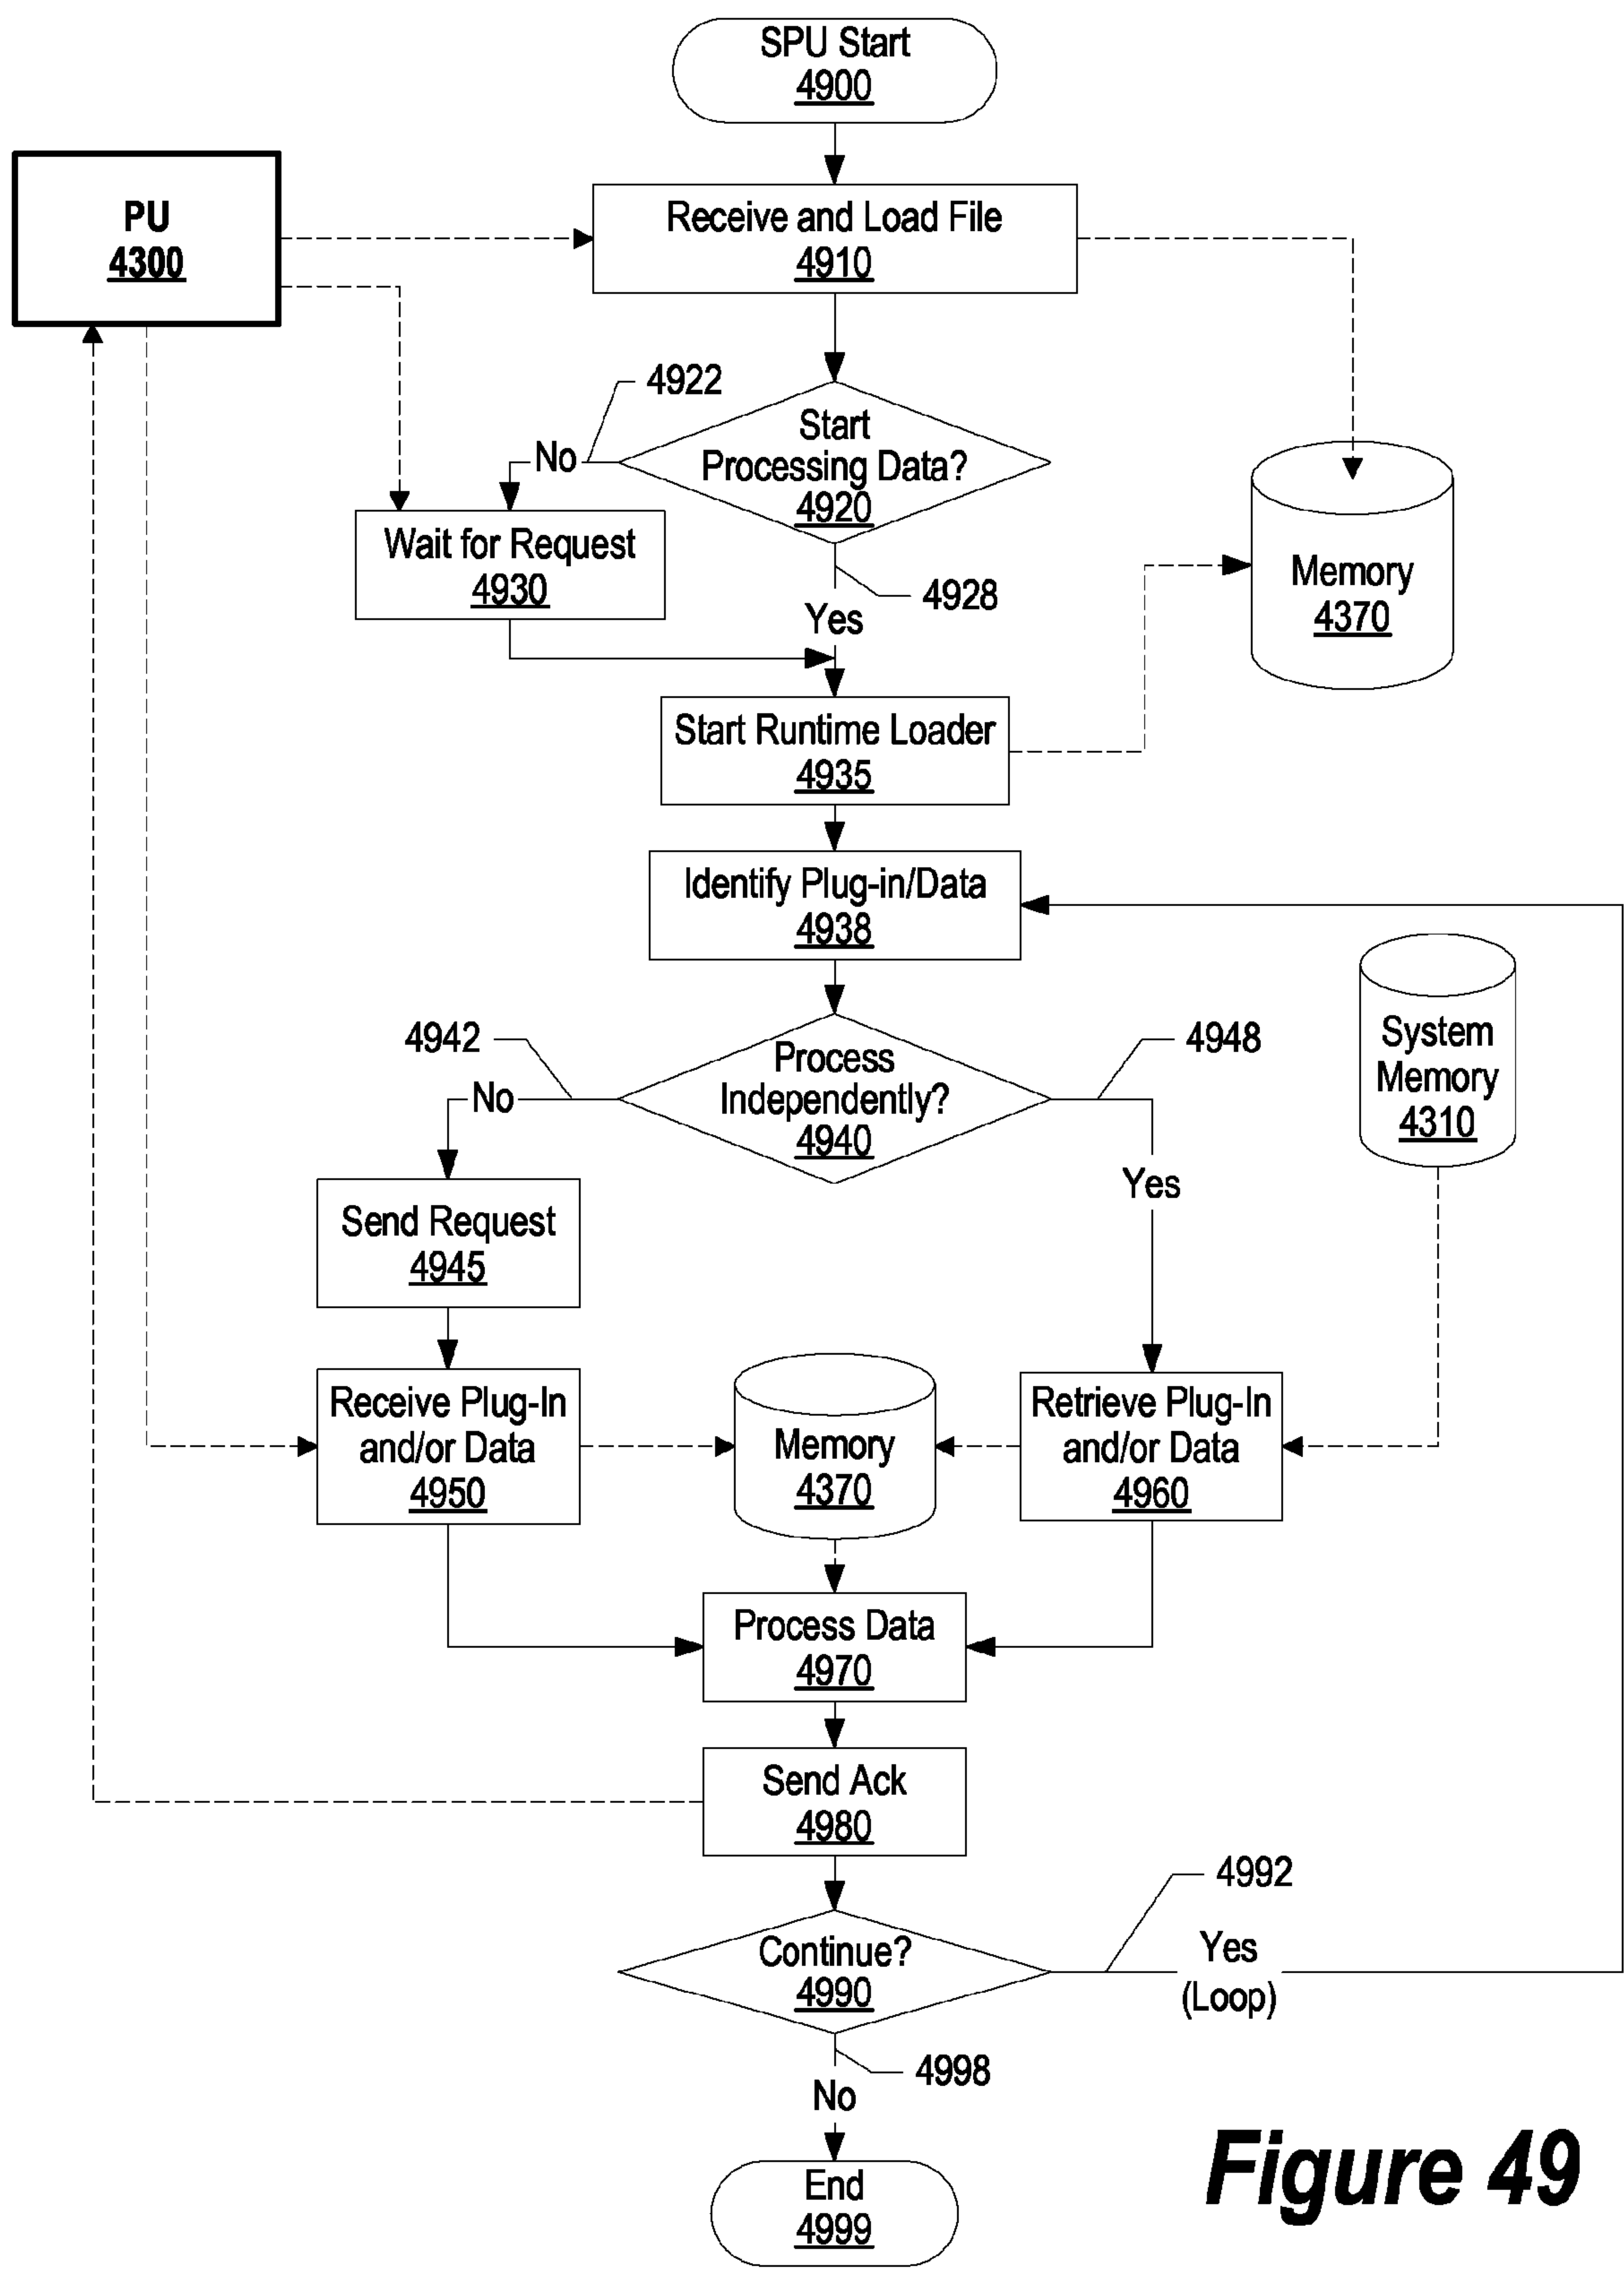 SPU Start
4900
PU
4300
Receive and Load File
4910
4922
Start
Processing Data?
4920
No
Wait for Request
4930
4928
Yes
Memory
4370
Start Runtime Loader
4935
Identify Plug-in/Data
4938
4942
4948
Process
Independently?
4940
No
Yes
System
Memory
4310
Send Request
4945
Receive Plug-In
and/or Data
4950
Memory
4370
Retrieve Plug-In
and/or Data
4960
Process Data
4970
Send Ack
4980
4992
Continue?
4990
Yes
(Loop)
4998
No
End
4999
Figure 49